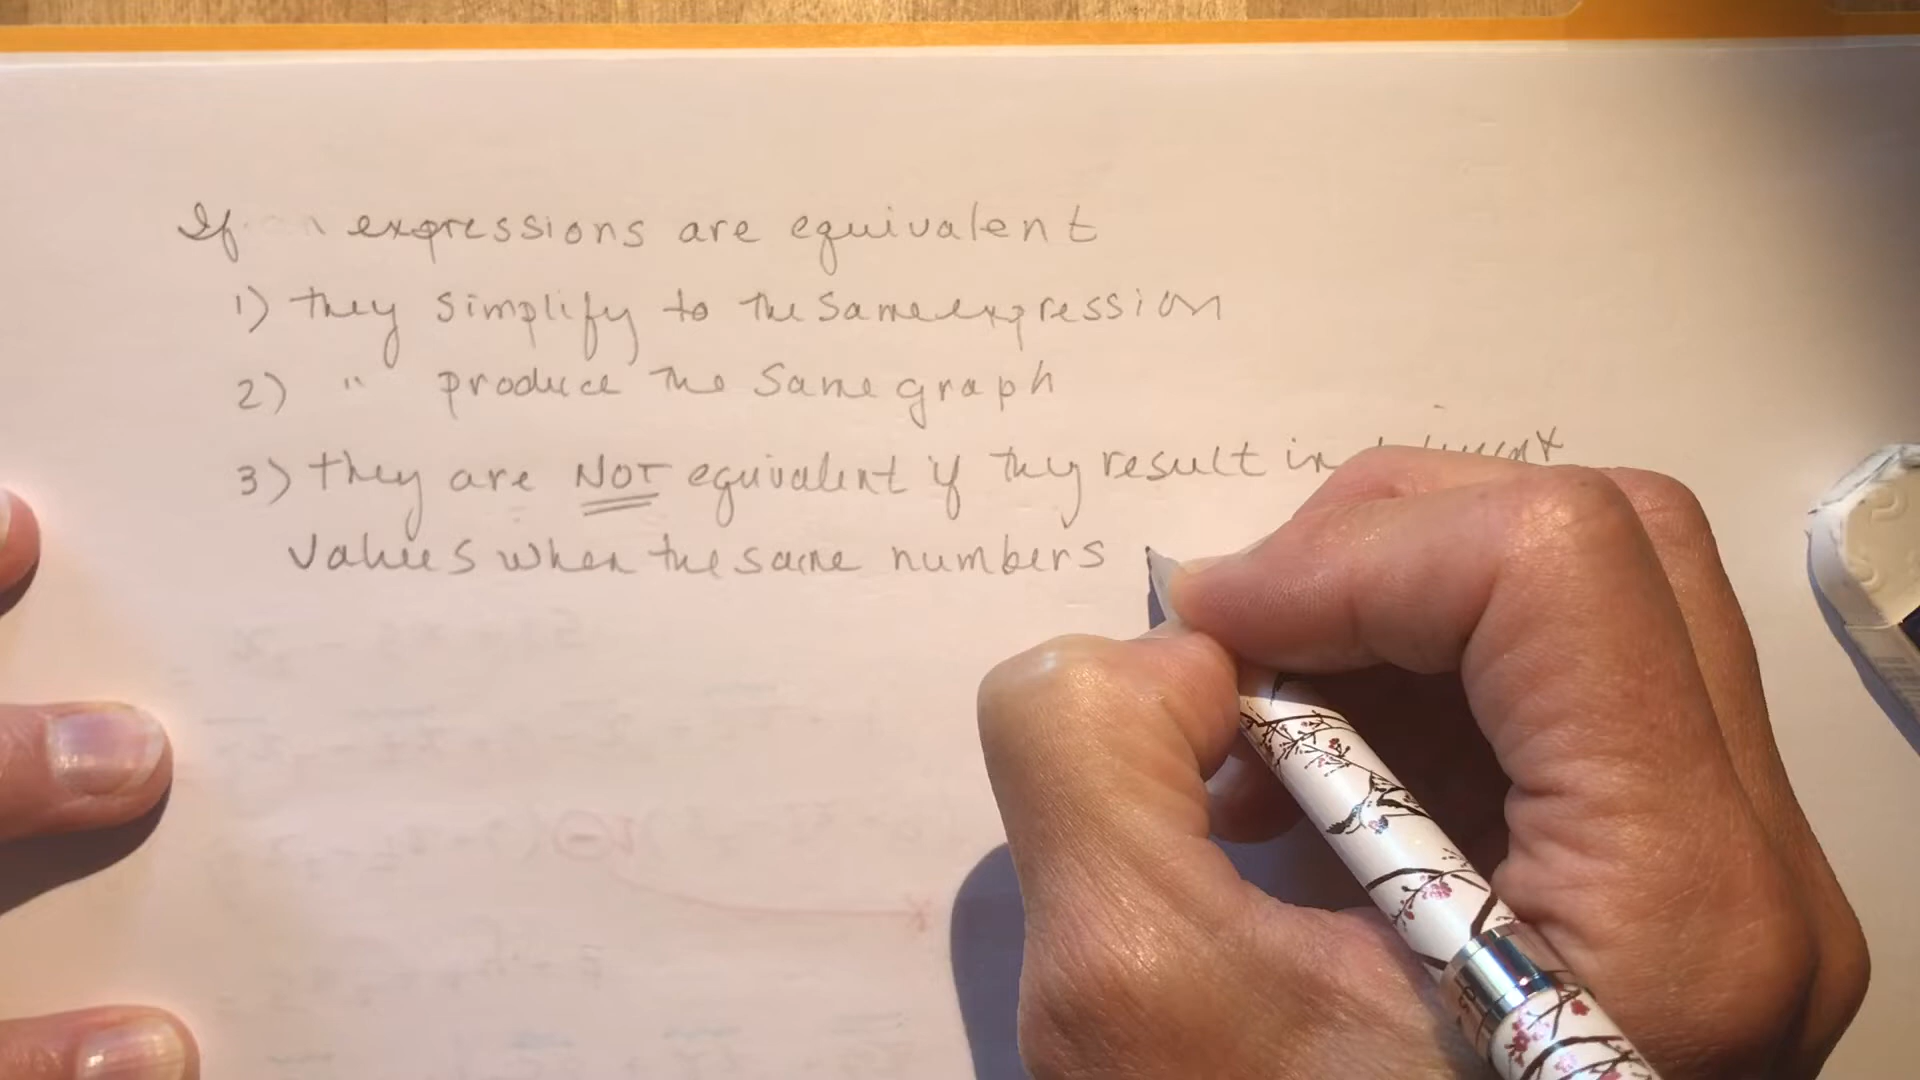 If expressions are equivalent
1) they simplify to the same expression
2) " produce the same graph
3) they are NOT equivalent if they result in
values when the same numbers